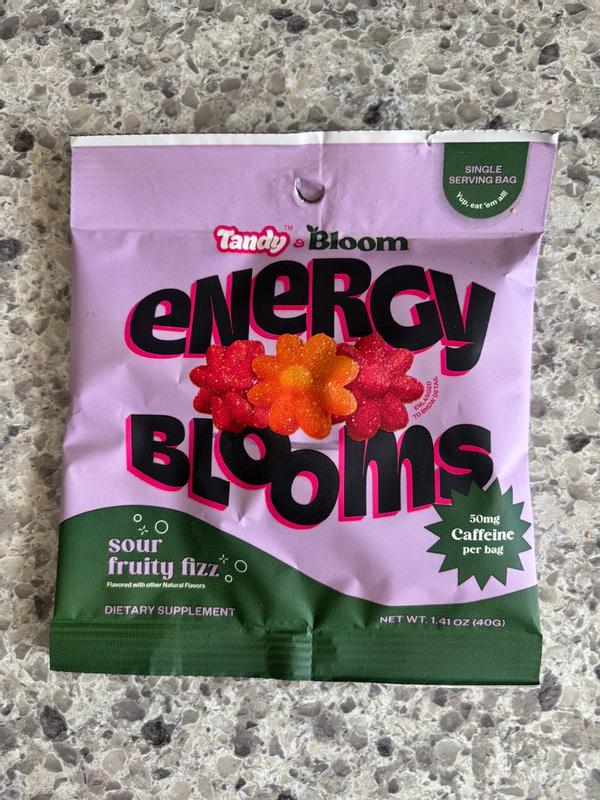 SINGLE
SERVING BAG
Yup, eat 'em all!
Tandy™ & Bloom
eNeRGy
BLooms
ENLARGED
TO SHOW DETAIL
50mg
Caffeine
per bag
sour
fruity fizz
Flavored with other Natural Flavors
DIETARY SUPPLEMENT
NET WT. 1.41 OZ (40G)